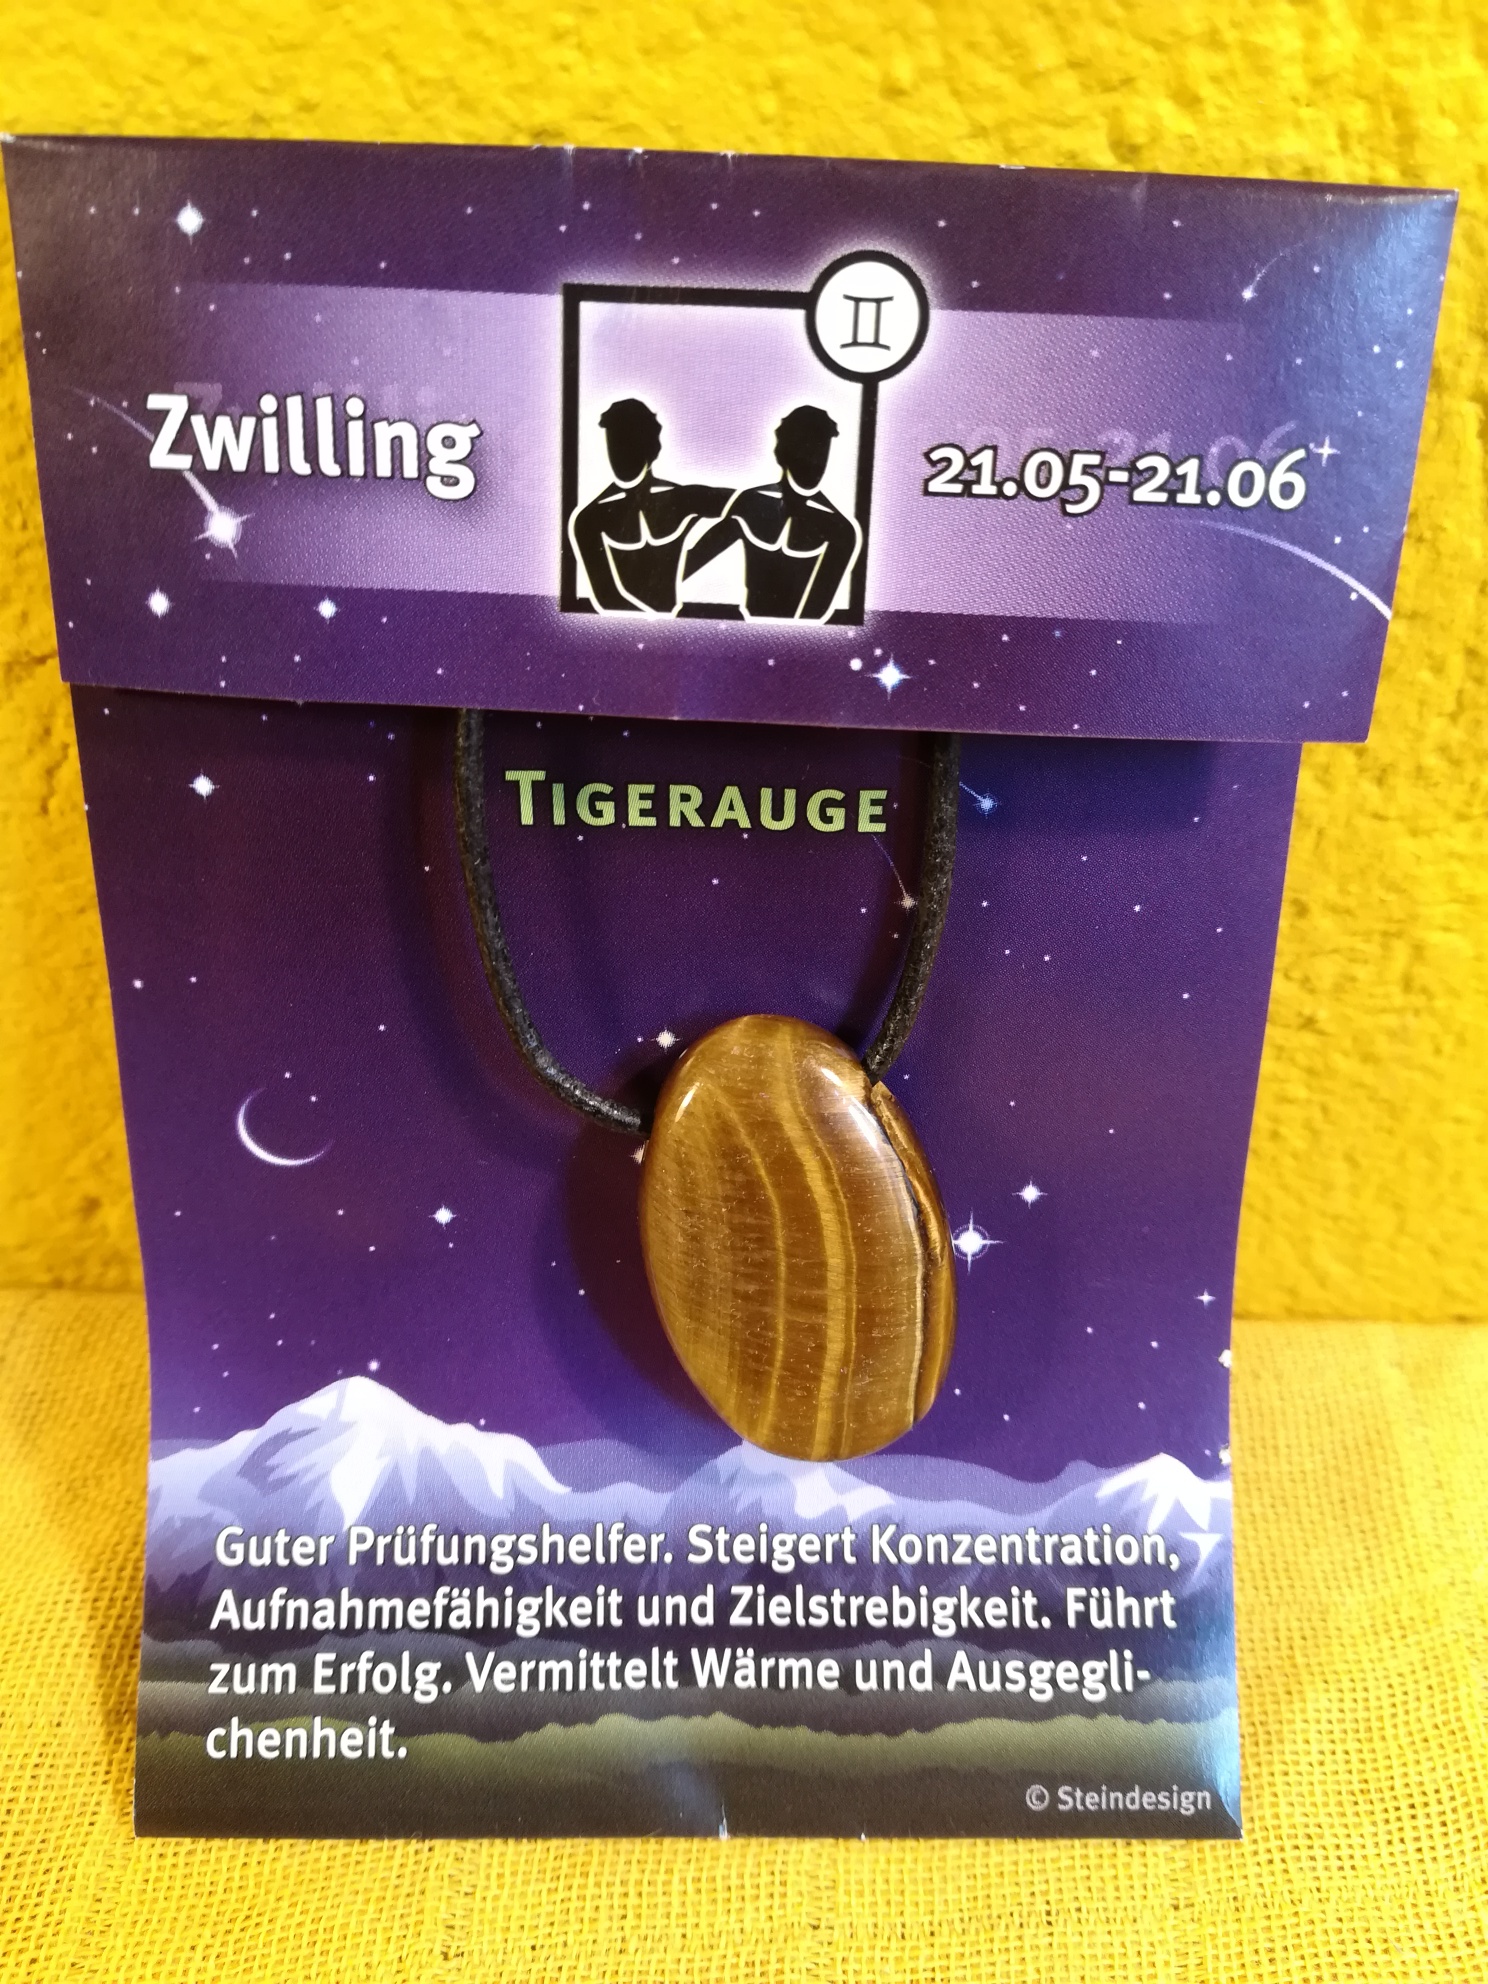 Zwilling
♊
21.05-21.06
TIGERAUGE
Guter Prüfungshelfer. Steigert Konzentration,
Aufnahmefähigkeit und Zielstrebigkeit. Führt
zum Erfolg. Vermittelt Wärme und Ausgegli-
chenheit.
© Steindesign